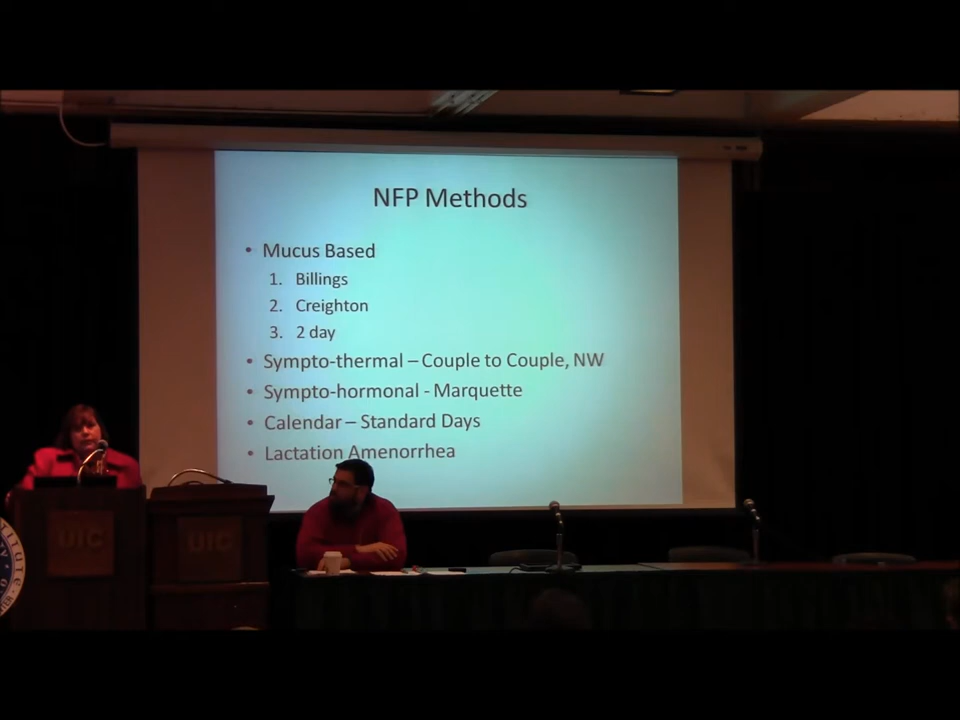 NFP Methods
• Mucus Based
1. Billings
2. Creighton
3. 2 day
• Sympto-thermal – Couple to Couple, NW
• Sympto-hormonal - Marquette
• Calendar – Standard Days
• Lactation Amenorrhea
UIC
UIC